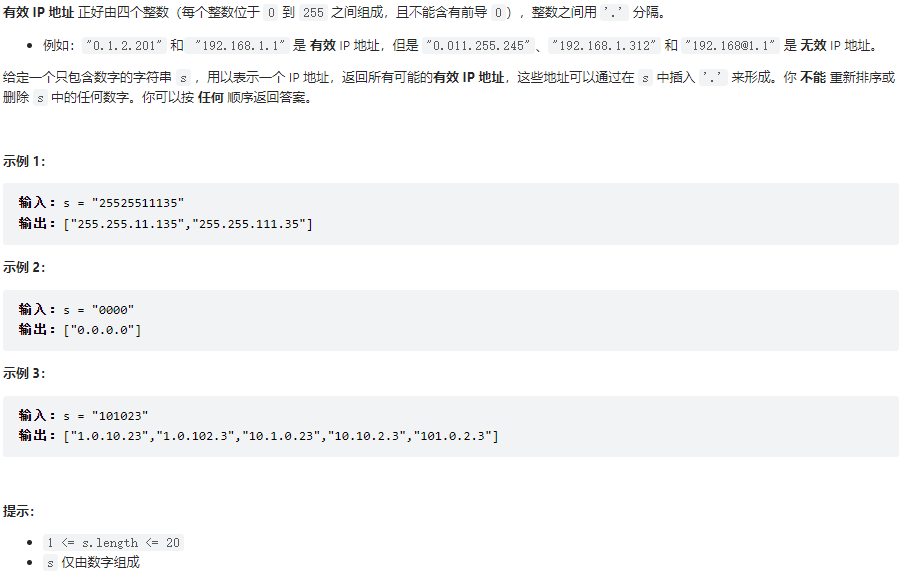 有效 IP 地址 正好由四个整数（每个整数位于 0 到 255 之间组成，且不能含有前导 0），整数之间用 '.' 分隔。
• 例如："0.1.2.201" 和 "192.168.1.1" 是 有效 IP 地址，但是 "0.011.255.245"、"192.168.1.312" 和 "192.168@1.1" 是 无效 IP 地址。
给定一个只包含数字的字符串 s ，用以表示一个 IP 地址，返回所有可能的有效 IP 地址，这些地址可以通过在 s 中插入 '.' 来形成。你 不能 重新排序或
删除 s 中的任何数字。你可以按 任何 顺序返回答案。
示例 1：
输入：s = "25525511135"
输出：["255.255.11.135","255.255.111.35"]
示例 2：
输入：s = "0000"
输出：["0.0.0.0"]
示例 3：
输入：s = "101023"
输出：["1.0.10.23","1.0.102.3","10.1.0.23","10.10.2.3","101.0.2.3"]
提示：
• 1 <= s.length <= 20
• s 仅由数字组成